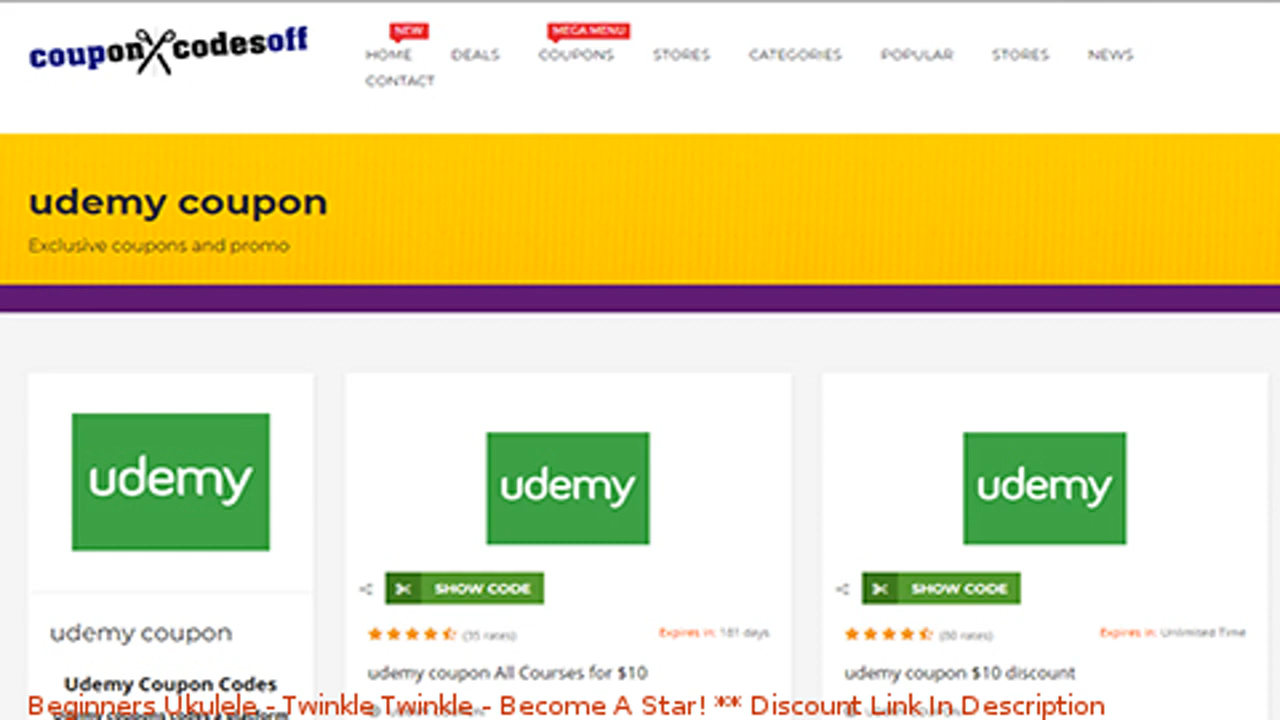 coupon codesoff
NEW
MEGA MENU
HOME DEALS COUPONS STORES CATEGORIES POPULAR STORES NEWS
CONTACT
udemy coupon
Exclusive coupons and promo
udemy
udemy
udemy
SHOW CODE
SHOW CODE
(35 rates)
Expires in: 181 days
(80 rates)
Expires in: Unlimited Time
udemy coupon
udemy coupon All Courses for $10
udemy coupon $10 discount
Udemy Coupon Codes
Beginners Ukulele - Twinkle Twinkle - Become A Star! ** Discount Link In Description